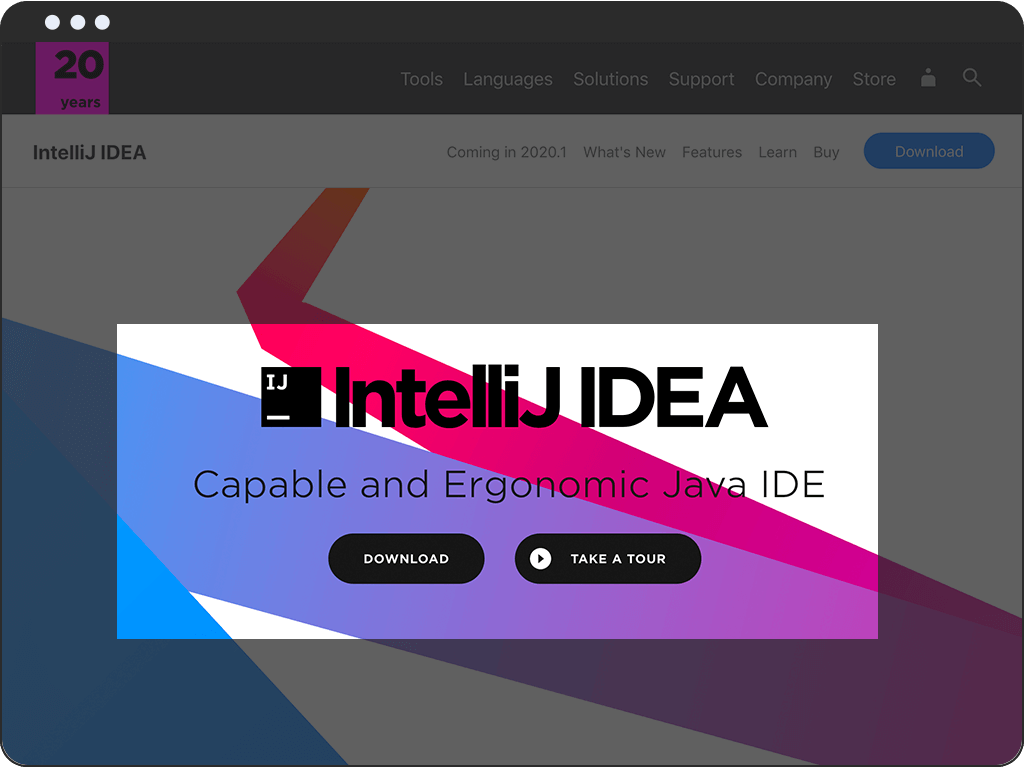 20
years
Tools Languages Solutions Support Company Store
IntelliJ IDEA
Coming in 2020.1 What's New Features Learn Buy Download
IJ
IntelliJ IDEA
Capable and Ergonomic Java IDE
DOWNLOAD TAKE A TOUR